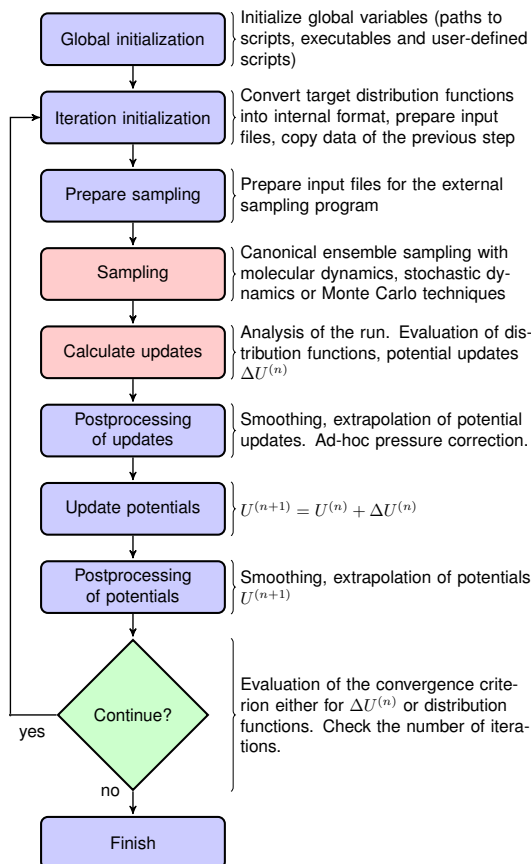 Global initialization
Initialize global variables (paths to
scripts, executables and user-defined
scripts)
Iteration initialization
Convert target distribution functions
into internal format, prepare input
files, copy data of the previous step
Prepare sampling
Prepare input files for the external
sampling program
Sampling
Canonical ensemble sampling with
molecular dynamics, stochastic dy-
namics or Monte Carlo techniques
Calculate updates
Analysis of the run. Evaluation of dis-
tribution functions, potential updates
ΔU^(n)
Postprocessing
of updates
Smoothing, extrapolation of potential
updates. Ad-hoc pressure correction.
Update potentials
U^(n+1) = U^(n) + ΔU^(n)
Postprocessing
of potentials
Smoothing, extrapolation of potentials
U^(n+1)
Continue?
Evaluation of the convergence crite-
rion either for ΔU^(n) or distribution
functions. Check the number of itera-
tions.
yes
no
Finish